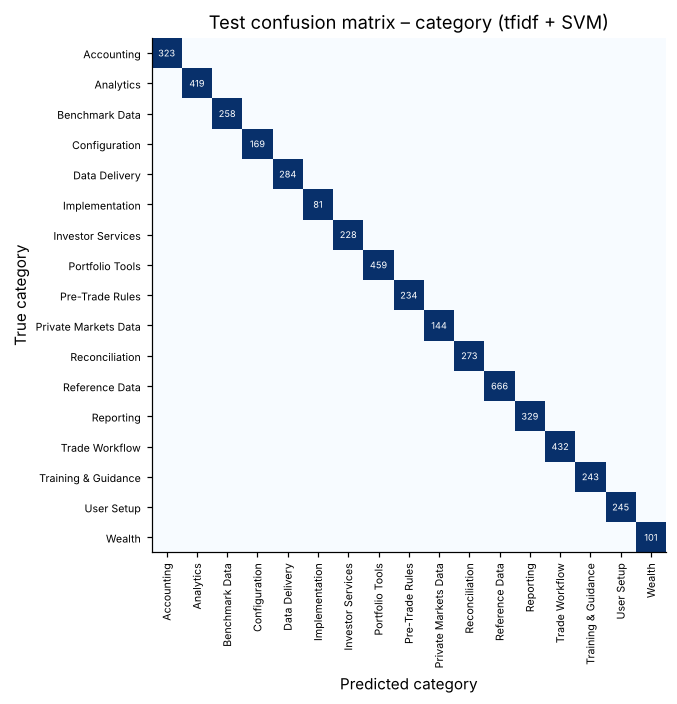 Test confusion matrix – category (tfidf + SVM)
True category
Accounting 323
Analytics 419
Benchmark Data 258
Configuration 169
Data Delivery 284
Implementation 81
Investor Services 228
Portfolio Tools 459
Pre-Trade Rules 234
Private Markets Data 144
Reconciliation 273
Reference Data 666
Reporting 329
Trade Workflow 432
Training & Guidance 243
User Setup 245
Wealth 101
Accounting
Analytics
Benchmark Data
Configuration
Data Delivery
Implementation
Investor Services
Portfolio Tools
Pre-Trade Rules
Private Markets Data
Reconciliation
Reference Data
Reporting
Trade Workflow
Training & Guidance
User Setup
Wealth
Predicted category